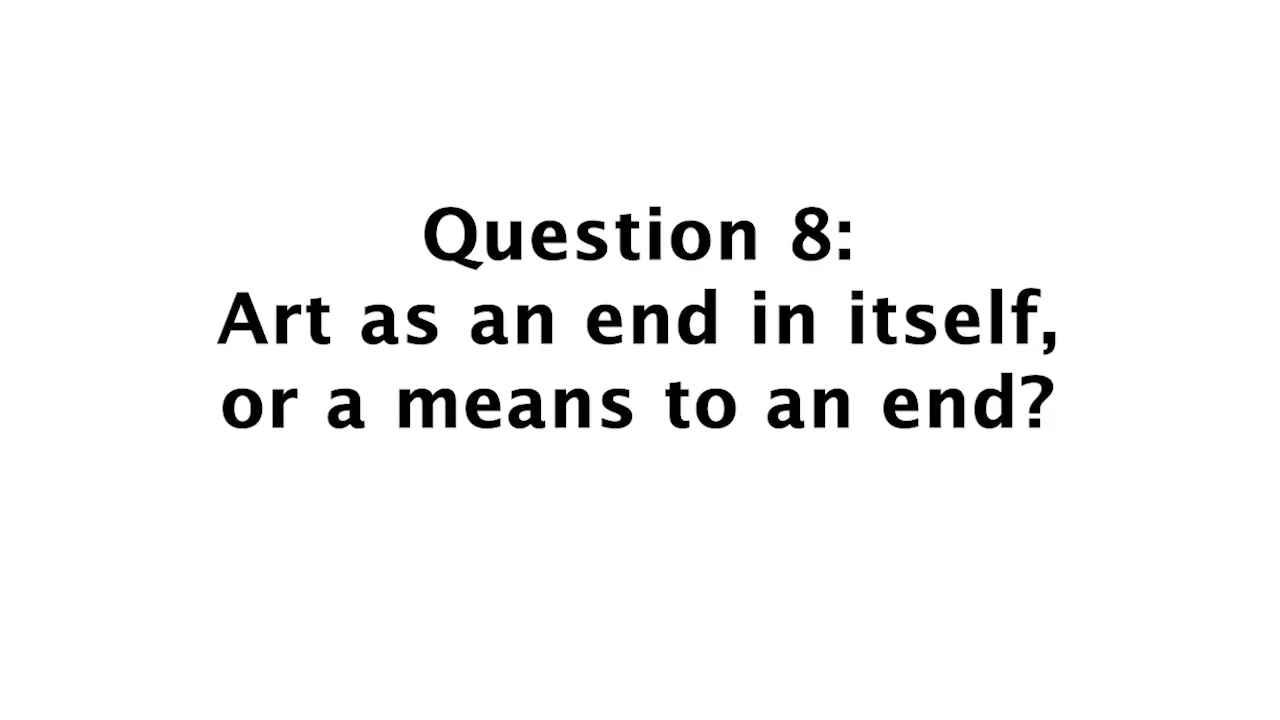 Question 8:
Art as an end in itself,
or a means to an end?